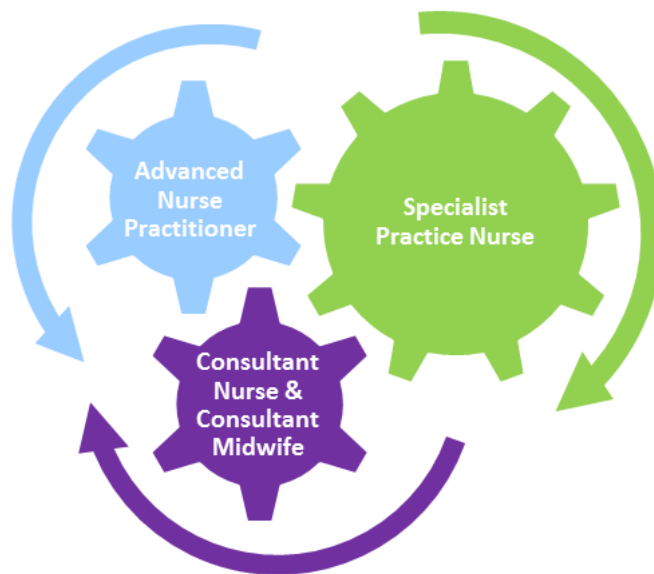 Advanced
Nurse
Practitioner
Specialist
Practice Nurse
Consultant
Nurse &
Consultant
Midwife